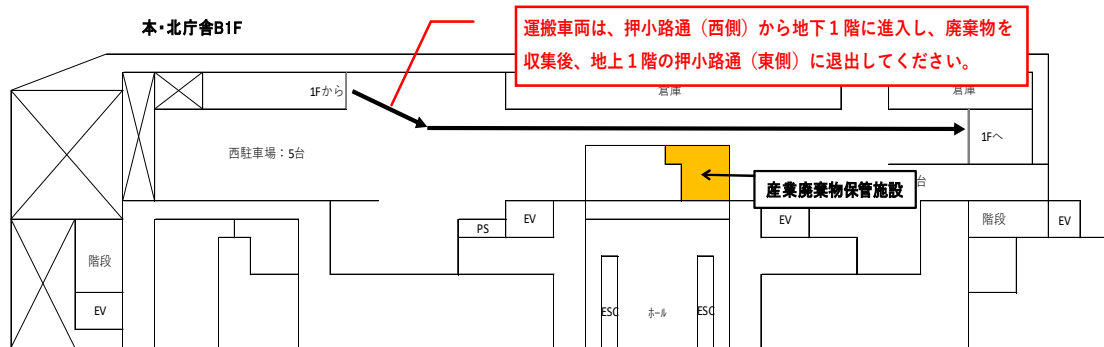 本・北庁舎B1F
運搬車両は、押小路通（西側）から地下１階に進入し、廃棄物を
収集後、地上１階の押小路通（東側）に退出してください。
1Fから
倉庫
倉庫
1Fへ
西駐車場：5台
台
産業廃棄物保管施設
EV
PS
EV
階段
EV
階段
EV
ESC
ﾎｰﾙ
ESC